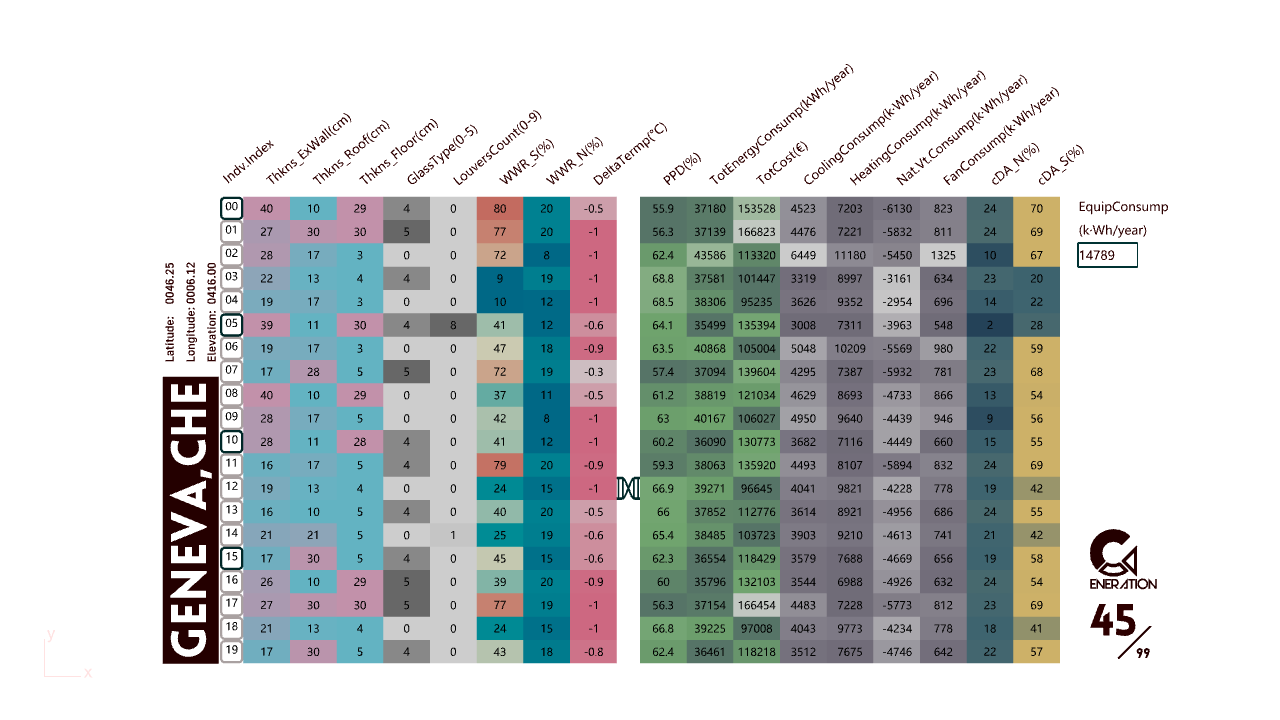 Indv.Index Thkns_ExWall(cm) Thkns_Roof(cm) Thkns_Floor(cm) GlassType(0-5) LouversCount(0-9) WWR_S(%) WWR_N(%) DeltaTermp(°C) PPD(%) TotEnergyConsump(kWh/year) TotCost(€) CoolingConsump(k·Wh/year) HeatingConsump(k·Wh/year) Nat.Vt.Consump(k·Wh/year) FanConsump(k·Wh/year) cDA_N(%) cDA_S(%)
00 40 10 29 4 0 80 20 -0.5 55.9 37180 153528 4523 7203 -6130 823 24 70
01 27 30 30 5 0 77 20 -1 56.3 37139 166823 4476 7221 -5832 811 24 69
02 28 17 3 0 0 72 8 -1 62.4 43586 113320 6449 11180 -5450 1325 10 67
03 22 13 4 4 0 9 19 -1 68.8 37581 101447 3319 8997 -3161 634 23 20
04 19 17 3 0 0 10 12 -1 68.5 38306 95235 3626 9352 -2954 696 14 22
05 39 11 30 4 8 41 12 -0.6 64.1 35499 135394 3008 7311 -3963 548 2 28
06 19 17 3 0 0 47 18 -0.9 63.5 40868 105004 5048 10209 -5569 980 22 59
07 17 28 5 5 0 72 19 -0.3 57.4 37094 139604 4295 7387 -5932 781 23 68
08 40 10 29 0 0 37 11 -0.5 61.2 38819 121034 4629 8693 -4733 866 13 54
09 28 17 5 0 0 42 8 -1 63 40167 106027 4950 9640 -4439 946 9 56
10 28 11 28 4 0 41 12 -1 60.2 36090 130773 3682 7116 -4449 660 15 55
11 16 17 5 4 0 79 20 -0.9 59.3 38063 135920 4493 8107 -5894 832 24 69
12 19 13 4 0 0 24 15 -1 66.9 39271 96645 4041 9821 -4228 778 19 42
13 16 10 5 4 0 40 20 -0.5 66 37852 112776 3614 8921 -4956 686 24 55
14 21 21 5 0 1 25 19 -0.6 65.4 38485 103723 3903 9210 -4613 741 21 42
15 17 30 5 4 0 45 15 -0.6 62.3 36554 118429 3579 7688 -4669 656 19 58
16 26 10 29 5 0 39 20 -0.9 60 35796 132103 3544 6988 -4926 632 24 54
17 27 30 30 5 0 77 19 -1 56.3 37154 166454 4483 7228 -5773 812 23 69
18 21 13 4 0 0 24 15 -1 66.8 39225 97008 4043 9773 -4234 778 18 41
19 17 30 5 4 0 43 18 -0.8 62.4 36461 118218 3512 7675 -4746 642 22 57
EquipConsump
(k·Wh/year)
14789
Latitude: 0046.25
Longitude: 0006.12
Elevation: 0416.00
GENEVA,CHE
ENERATION
45/99
y
x